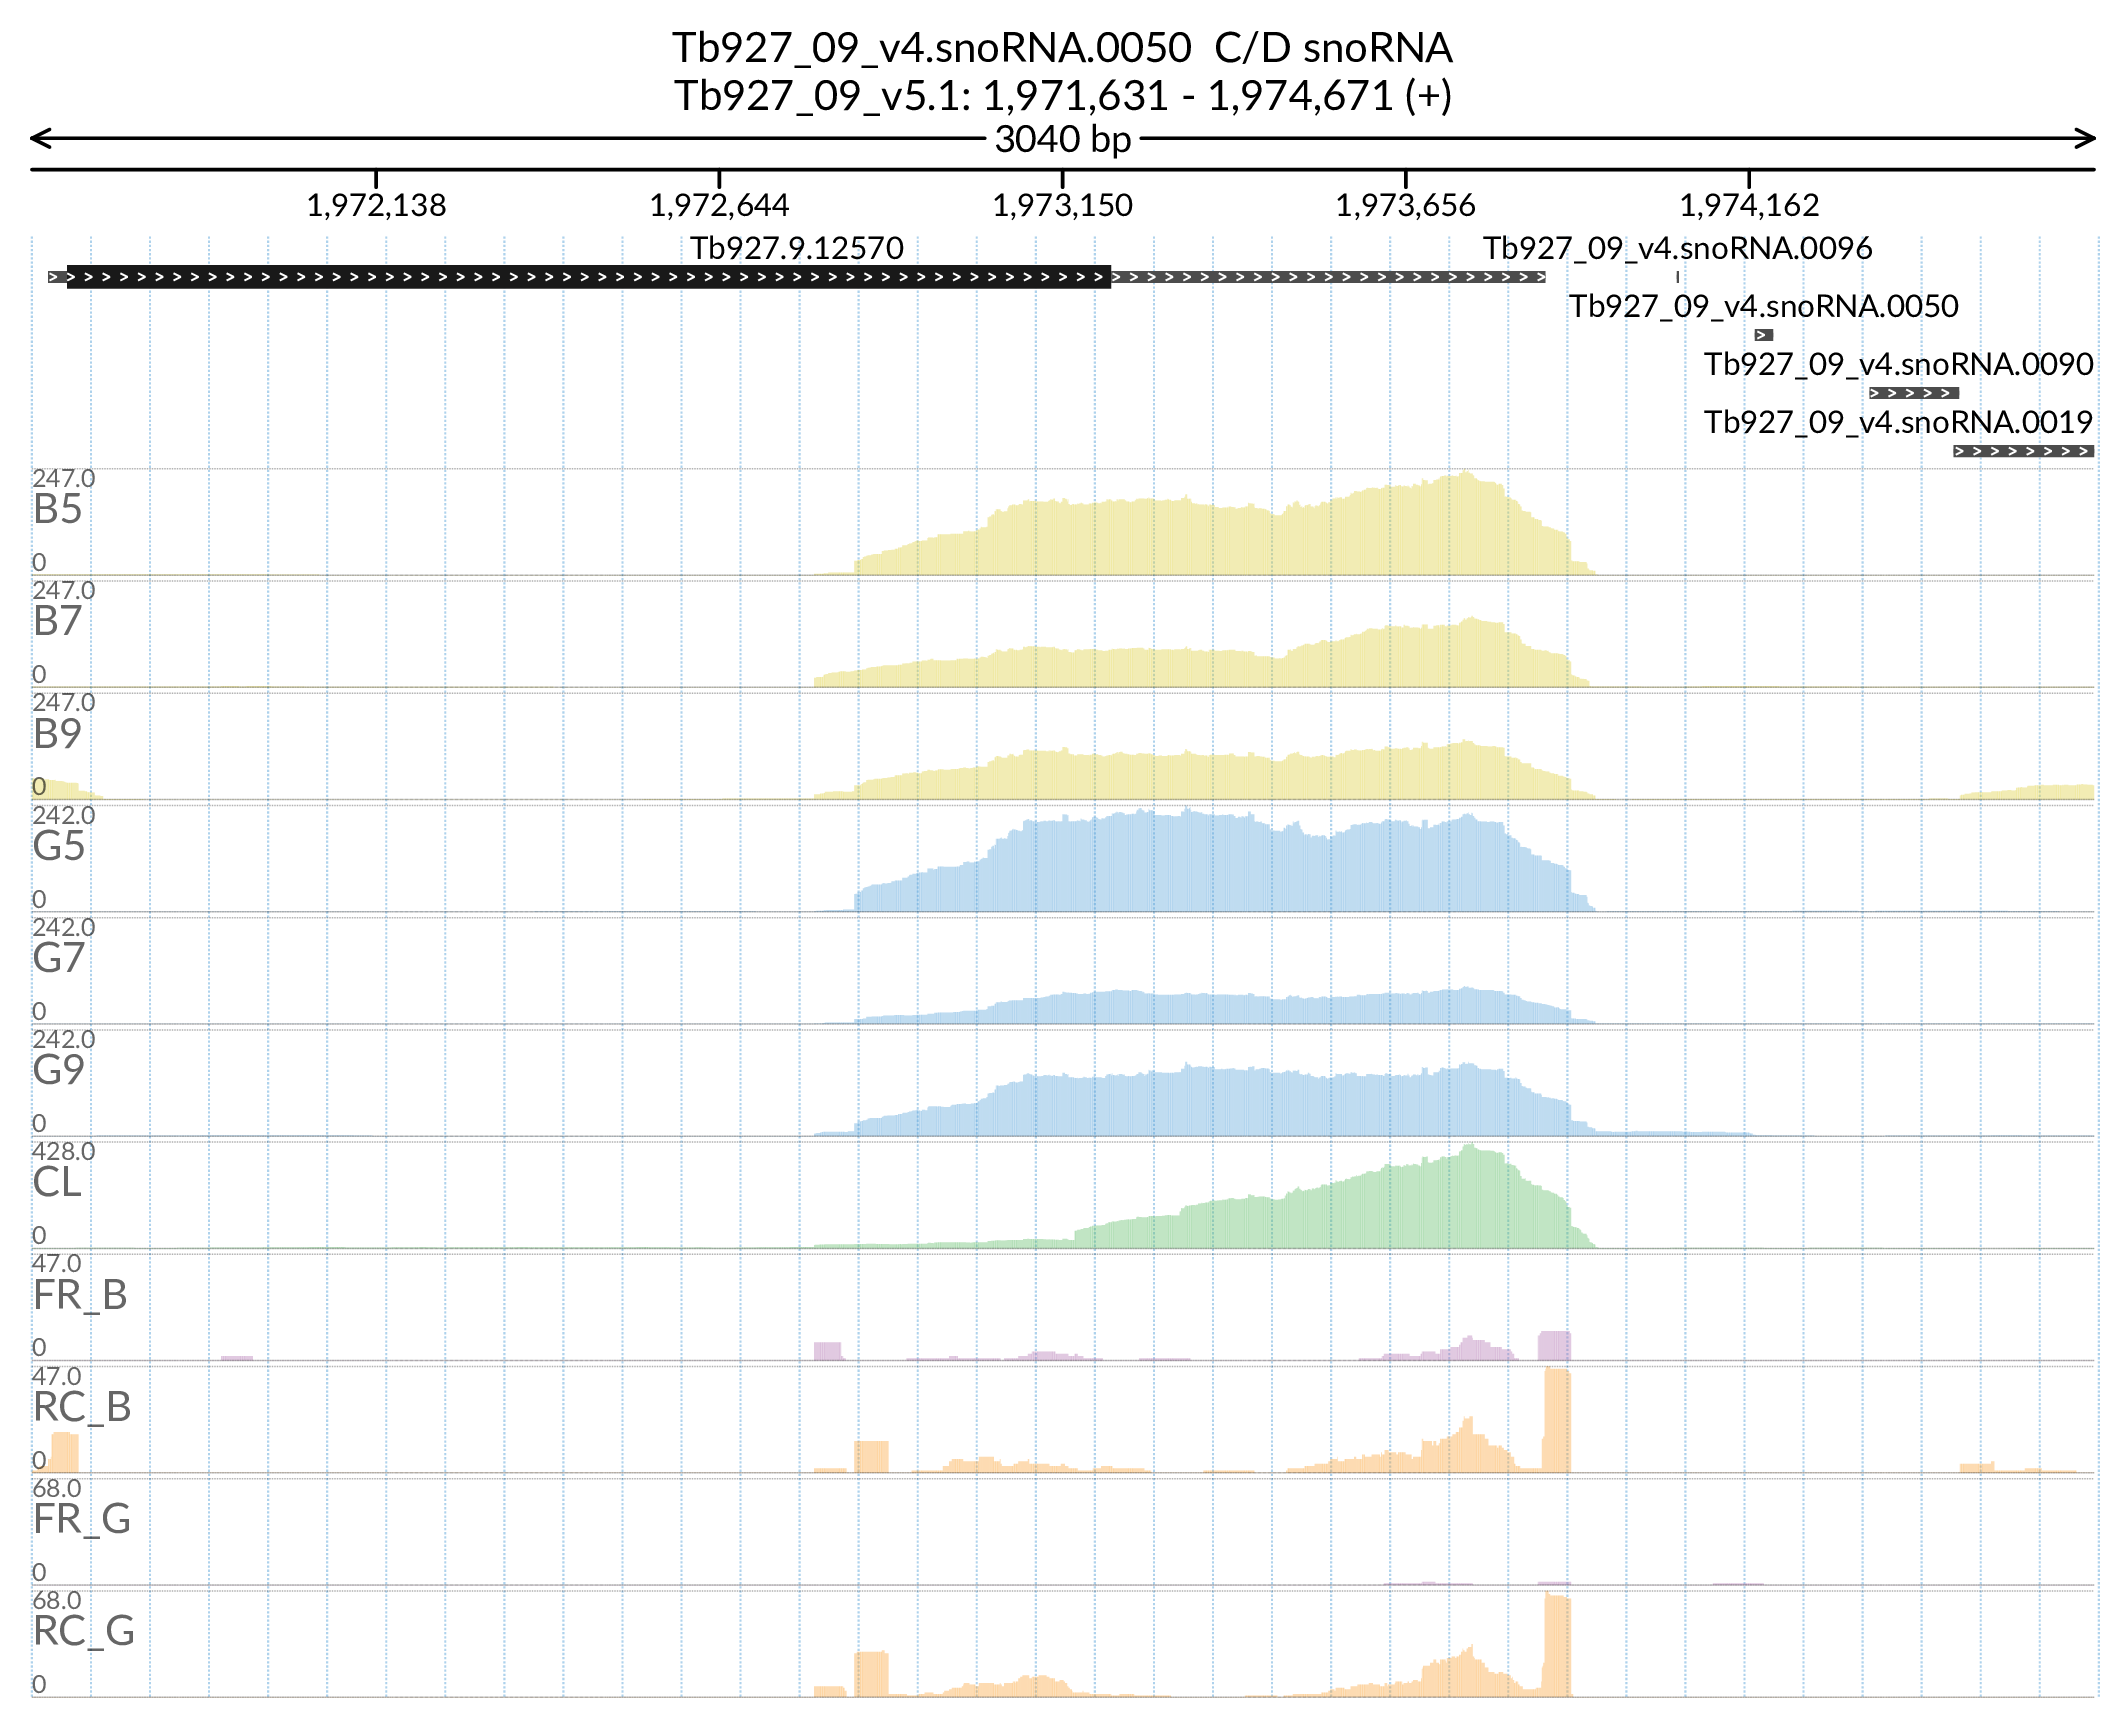 Tb927_09_v4.snoRNA.0050  C/D snoRNA
Tb927_09_v5.1: 1,971,631 - 1,974,671 (+)
3040 bp
1,972,138 1,972,644 1,973,150 1,973,656 1,974,162
Tb927.9.12570 Tb927_09_v4.snoRNA.0096
Tb927_09_v4.snoRNA.0050
Tb927_09_v4.snoRNA.0090
Tb927_09_v4.snoRNA.0019
247.0
B5
0
247.0
B7
0
247.0
B9
0
242.0
G5
0
242.0
G7
0
242.0
G9
0
428.0
CL
0
47.0
FR_B
0
47.0
RC_B
0
68.0
FR_G
0
68.0
RC_G
0